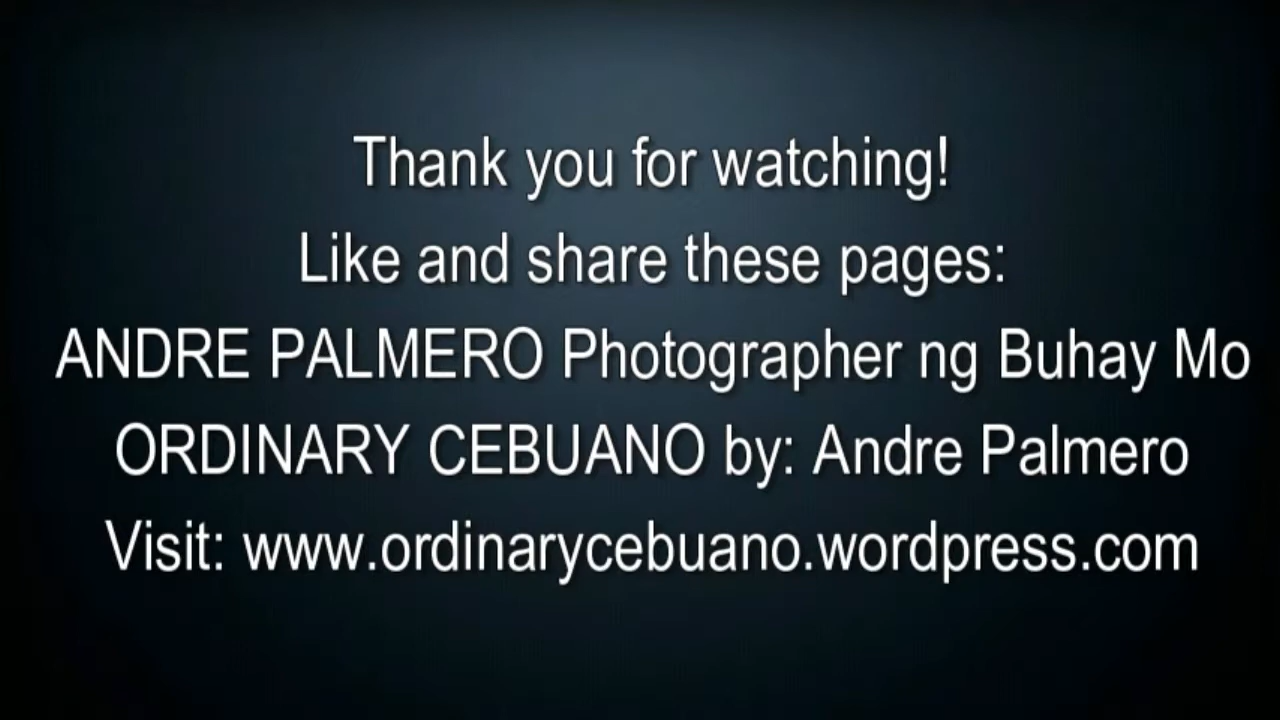 Thank you for watching!
Like and share these pages:
ANDRE PALMERO Photographer ng Buhay Mo
ORDINARY CEBUANO by: Andre Palmero
Visit: www.ordinarycebuano.wordpress.com